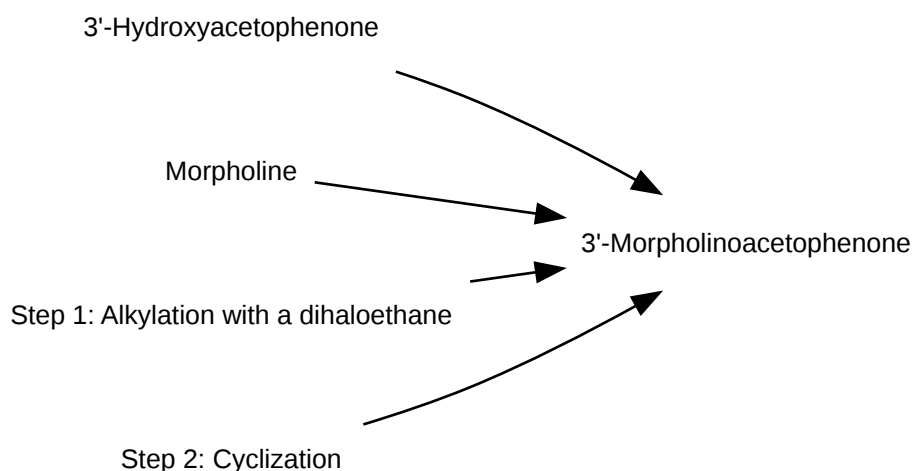 3'-Hydroxyacetophenone
Morpholine
3'-Morpholinoacetophenone
Step 1: Alkylation with a dihaloethane
Step 2: Cyclization